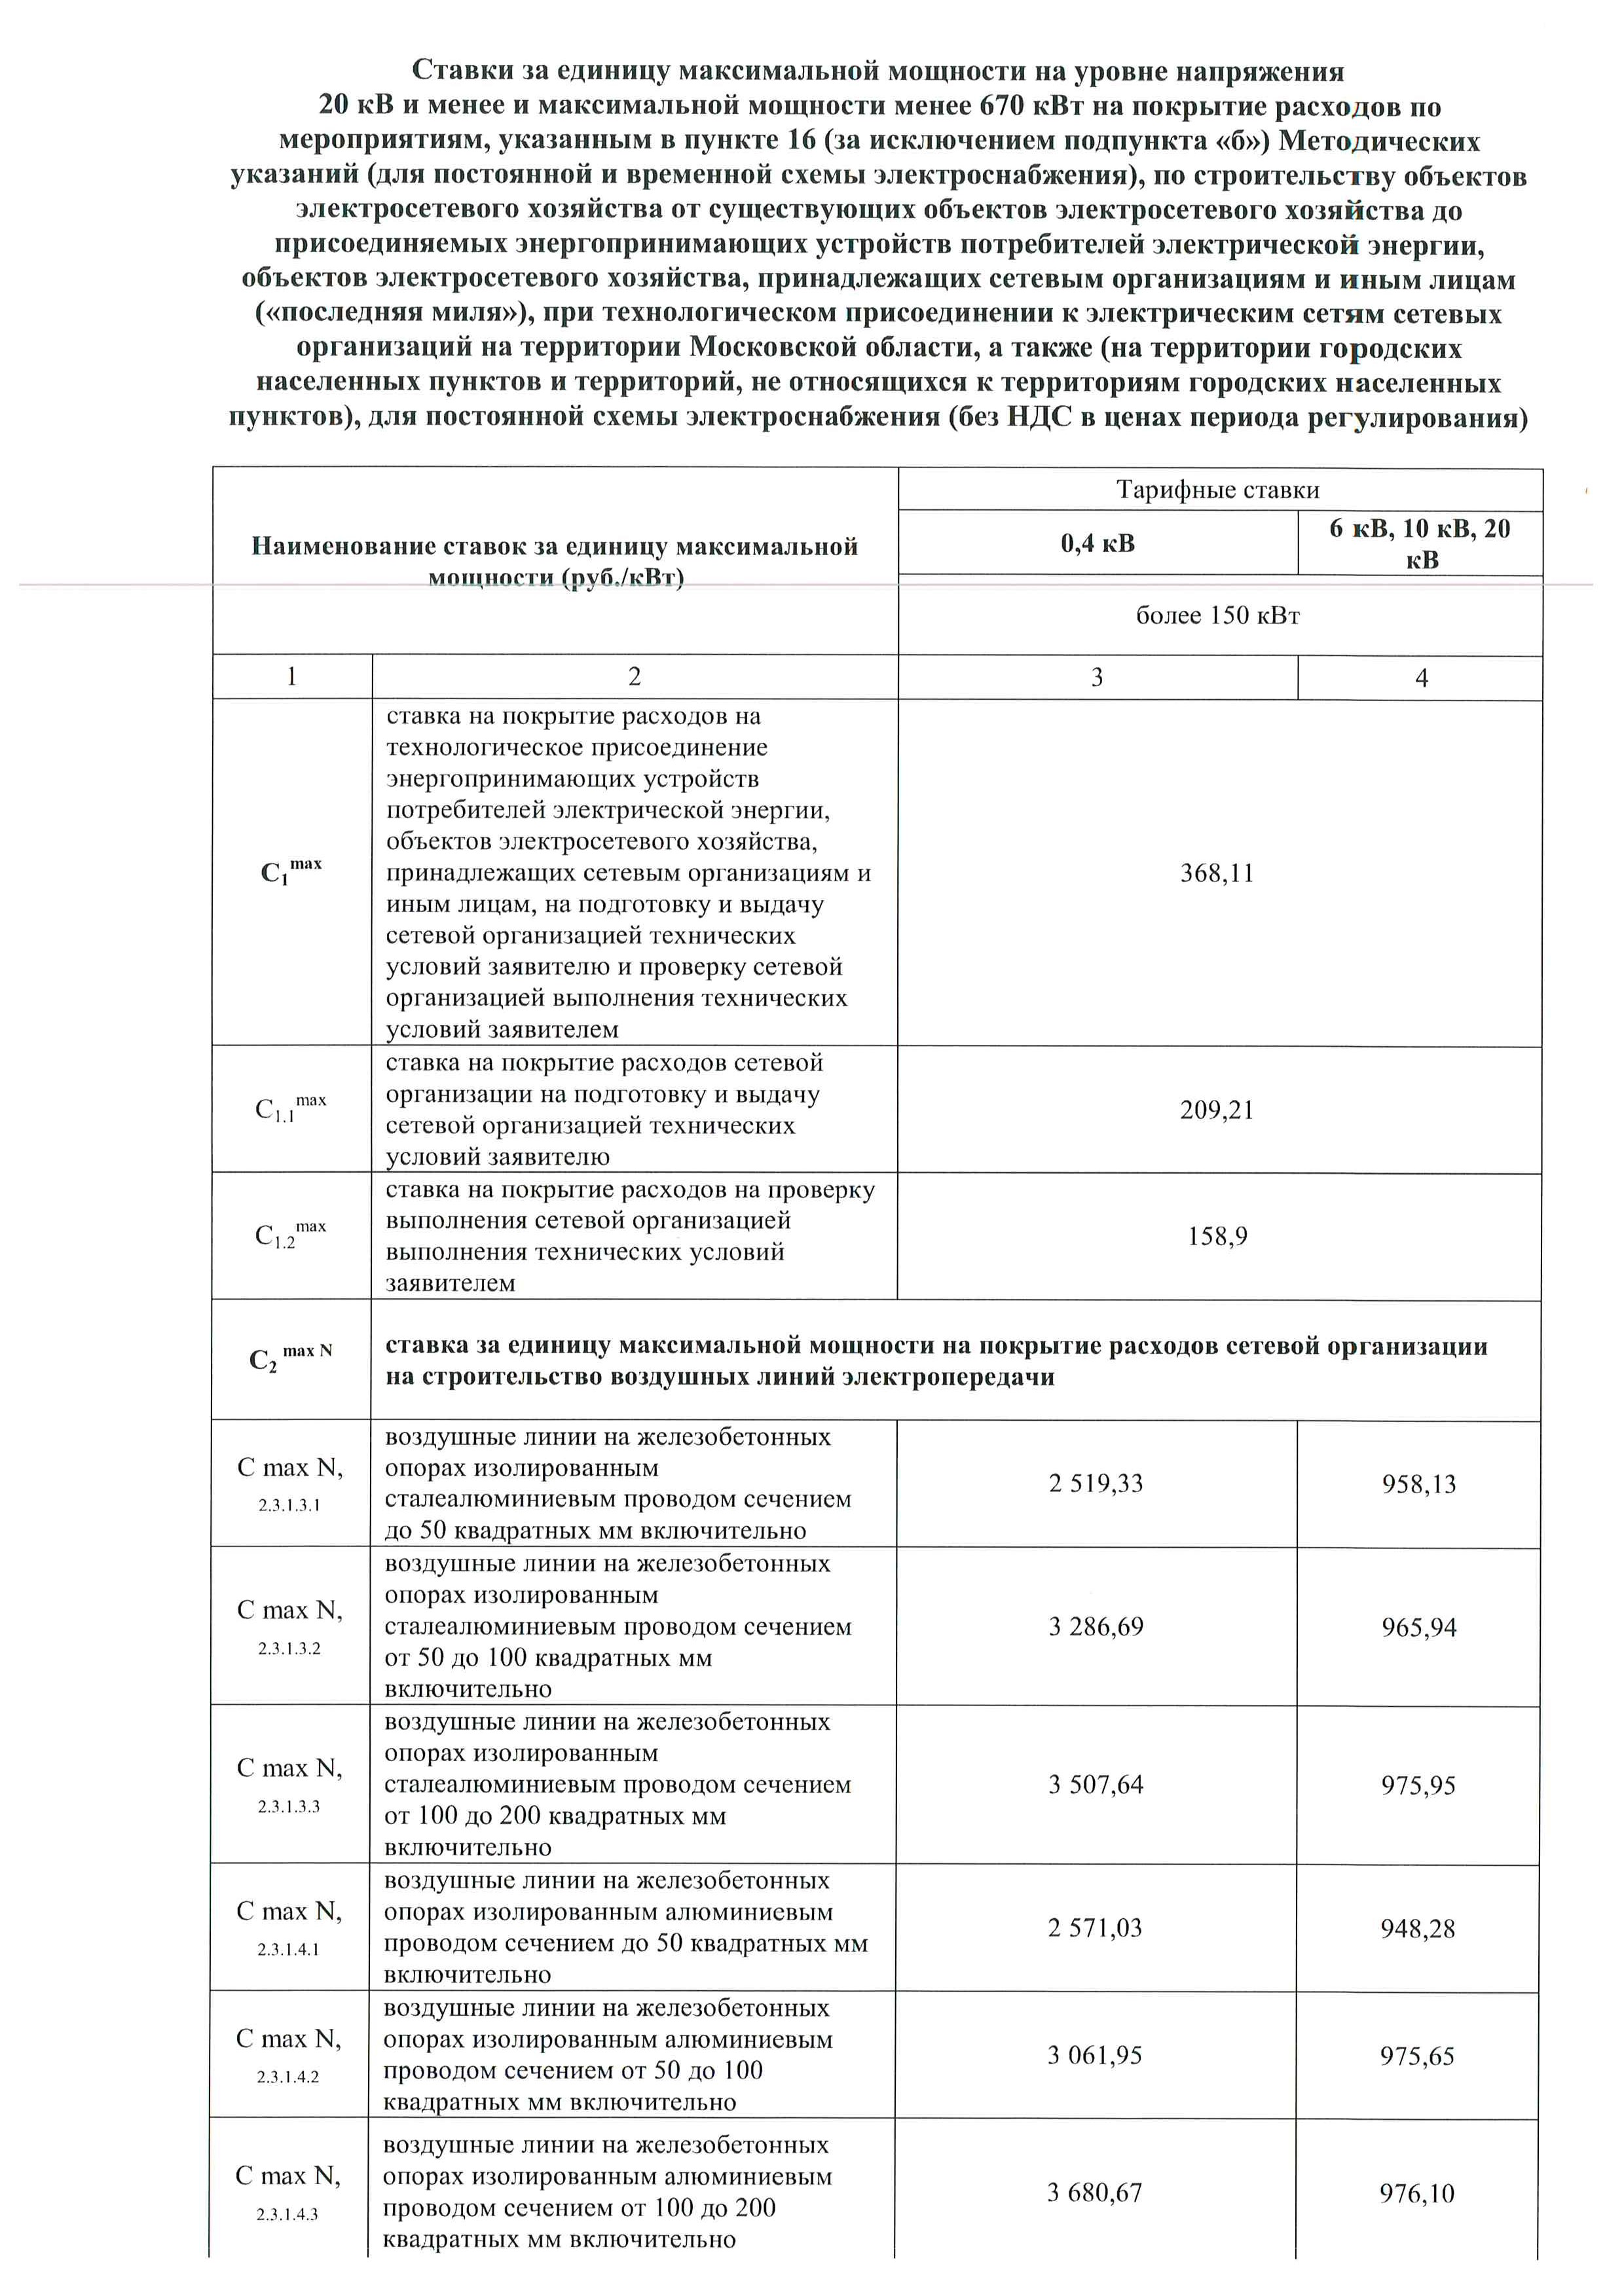 Ставки за единицу максимальной мощности на уровне напряжения
20 кВ и менее и максимальной мощности менее 670 кВт на покрытие расходов по
мероприятиям, указанным в пункте 16 (за исключением подпункта «б») Методических
указаний (для постоянной и временной схемы электроснабжения), по строительству объектов
электросетевого хозяйства от существующих объектов электросетевого хозяйства до
присоединяемых энергопринимающих устройств потребителей электрической энергии,
объектов электросетевого хозяйства, принадлежащих сетевым организациям и иным лицам
(«последняя миля»), при технологическом присоединении к электрическим сетям сетевых
организаций на территории Московской области, а также (на территории городских
населенных пунктов и территорий, не относящихся к территориям городских населенных
пунктов), для постоянной схемы электроснабжения (без НДС в ценах периода регулирования)
Наименование ставок за единицу максимальной
мощности (руб./кВт)
Тарифные ставки
0,4 кВ
6 кВ, 10 кВ, 20
кВ
более 150 кВт
1
2
3
4
C1 max
ставка на покрытие расходов на
технологическое присоединение
энергопринимающих устройств
потребителей электрической энергии,
объектов электросетевого хозяйства,
принадлежащих сетевым организациям и
иным лицам, на подготовку и выдачу
сетевой организацией технических
условий заявителю и проверку сетевой
организацией выполнения технических
условий заявителем
368,11
C1.1 max
ставка на покрытие расходов сетевой
организации на подготовку и выдачу
сетевой организацией технических
условий заявителю
209,21
C1.2 max
ставка на покрытие расходов на проверку
выполнения сетевой организацией
выполнения технических условий
заявителем
158,9
C2 max N
ставка за единицу максимальной мощности на покрытие расходов сетевой организации
на строительство воздушных линий электропередачи
C max N,
2.3.1.3.1
воздушные линии на железобетонных
опорах изолированным
сталеалюминиевым проводом сечением
до 50 квадратных мм включительно
2 519,33
958,13
C max N,
2.3.1.3.2
воздушные линии на железобетонных
опорах изолированным
сталеалюминиевым проводом сечением
от 50 до 100 квадратных мм
включительно
3 286,69
965,94
C max N,
2.3.1.3.3
воздушные линии на железобетонных
опорах изолированным
сталеалюминиевым проводом сечением
от 100 до 200 квадратных мм
включительно
3 507,64
975,95
C max N,
2.3.1.4.1
воздушные линии на железобетонных
опорах изолированным алюминиевым
проводом сечением до 50 квадратных мм
включительно
2 571,03
948,28
C max N,
2.3.1.4.2
воздушные линии на железобетонных
опорах изолированным алюминиевым
проводом сечением от 50 до 100
квадратных мм включительно
3 061,95
975,65
C max N,
2.3.1.4.3
воздушные линии на железобетонных
опорах изолированным алюминиевым
проводом сечением от 100 до 200
квадратных мм включительно
3 680,67
976,10